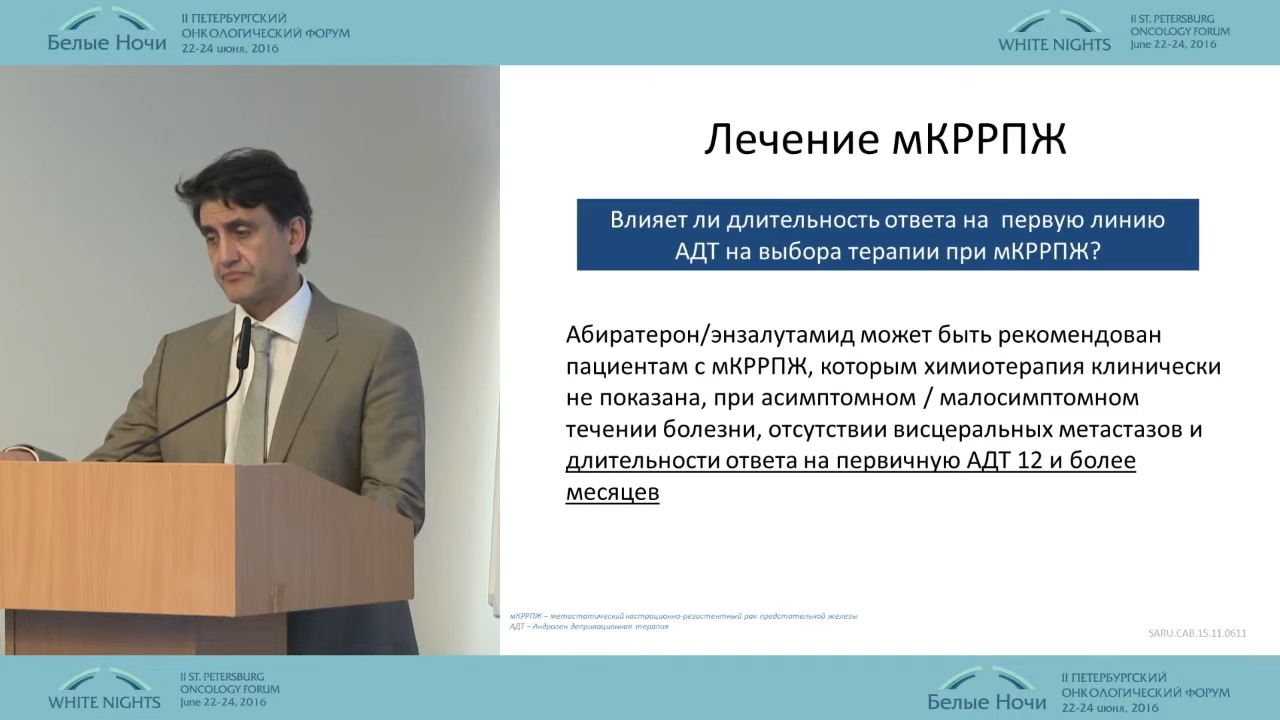 Белые Ночи
II ПЕТЕРБУРГСКИЙ
ОНКОЛОГИЧЕСКИЙ ФОРУМ
22-24 июня, 2016
WHITE NIGHTS
II ST. PETERSBURG
ONCOLOGY FORUM
June 22-24, 2016
Лечение мКРРПЖ
Влияет ли длительность ответа на первую линию
АДТ на выбора терапии при мКРРПЖ?
Абиратерон/энзалутамид может быть рекомендован
пациентам с мКРРПЖ, которым химиотерапия клинически
не показана, при асимптомном / малосимптомном
течении болезни, отсутствии висцеральных метастазов и
длительности ответа на первичную АДТ 12 и более
месяцев
мКРРПЖ – метастатический кастрационно-резистентный рак предстательной железы
АДТ – Андроген депривационная терапия
SARU.CAB.15.11.0611
WHITE NIGHTS
II ST. PETERSBURG
ONCOLOGY FORUM
June 22-24, 2016
Белые Ночи
II ПЕТЕРБУРГСКИЙ
ОНКОЛОГИЧЕСКИЙ ФОРУМ
22-24 июня, 2016